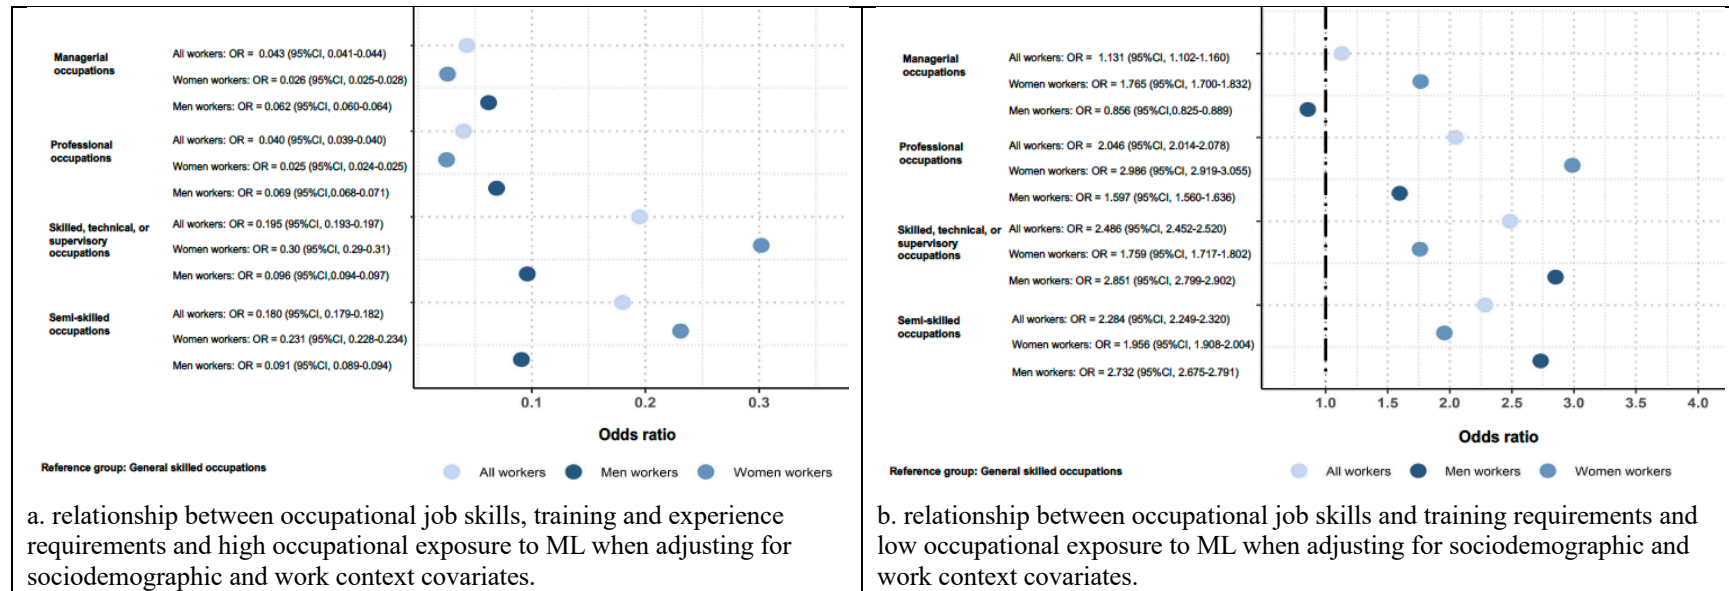 Managerial
occupations
All workers: OR = 0.043 (95%CI, 0.041-0.044)
Women workers: OR = 0.026 (95%CI, 0.025-0.028)
Men workers: OR = 0.062 (95%CI, 0.060-0.064)
Professional
occupations
All workers: OR = 0.040 (95%CI, 0.039-0.040)
Women workers: OR = 0.025 (95%CI, 0.024-0.025)
Men workers: OR = 0.069 (95%CI,0.068-0.071)
Skilled, technical, or
supervisory
occupations
All workers: OR = 0.195 (95%CI, 0.193-0.197)
Women workers: OR = 0.30 (95%CI, 0.29-0.31)
Men workers: OR = 0.096 (95%CI,0.094-0.097)
Semi-skilled
occupations
All workers: OR = 0.180 (95%CI, 0.179-0.182)
Women workers: OR = 0.231 (95%CI, 0.228-0.234)
Men workers: OR = 0.091 (95%CI, 0.089-0.094)
0.1 0.2 0.3
Odds ratio
Reference group: General skilled occupations
All workers Men workers Women workers
a. relationship between occupational job skills, training and experience
requirements and high occupational exposure to ML when adjusting for
sociodemographic and work context covariates.
Managerial
occupations
All workers: OR = 1.131 (95%CI, 1.102-1.160)
Women workers: OR = 1.765 (95%CI, 1.700-1.832)
Men workers: OR = 0.856 (95%CI,0.825-0.889)
Professional
occupations
All workers: OR = 2.046 (95%CI, 2.014-2.078)
Women workers: OR = 2.986 (95%CI, 2.919-3.055)
Men workers: OR = 1.597 (95%CI, 1.560-1.636)
Skilled, technical, or
supervisory
occupations
All workers: OR = 2.486 (95%CI, 2.452-2.520)
Women workers: OR = 1.759 (95%CI, 1.717-1.802)
Men workers: OR = 2.851 (95%CI, 2.799-2.902)
Semi-skilled
occupations
All workers: OR = 2.284 (95%CI, 2.249-2.320)
Women workers: OR = 1.956 (95%CI, 1.908-2.004)
Men workers: OR = 2.732 (95%CI, 2.675-2.791)
1.0 1.5 2.0 2.5 3.0 3.5 4.0
Odds ratio
Reference group: General skilled occupations
All workers Men workers Women workers
b. relationship between occupational job skills and training requirements and
low occupational exposure to ML when adjusting for sociodemographic and
work context covariates.